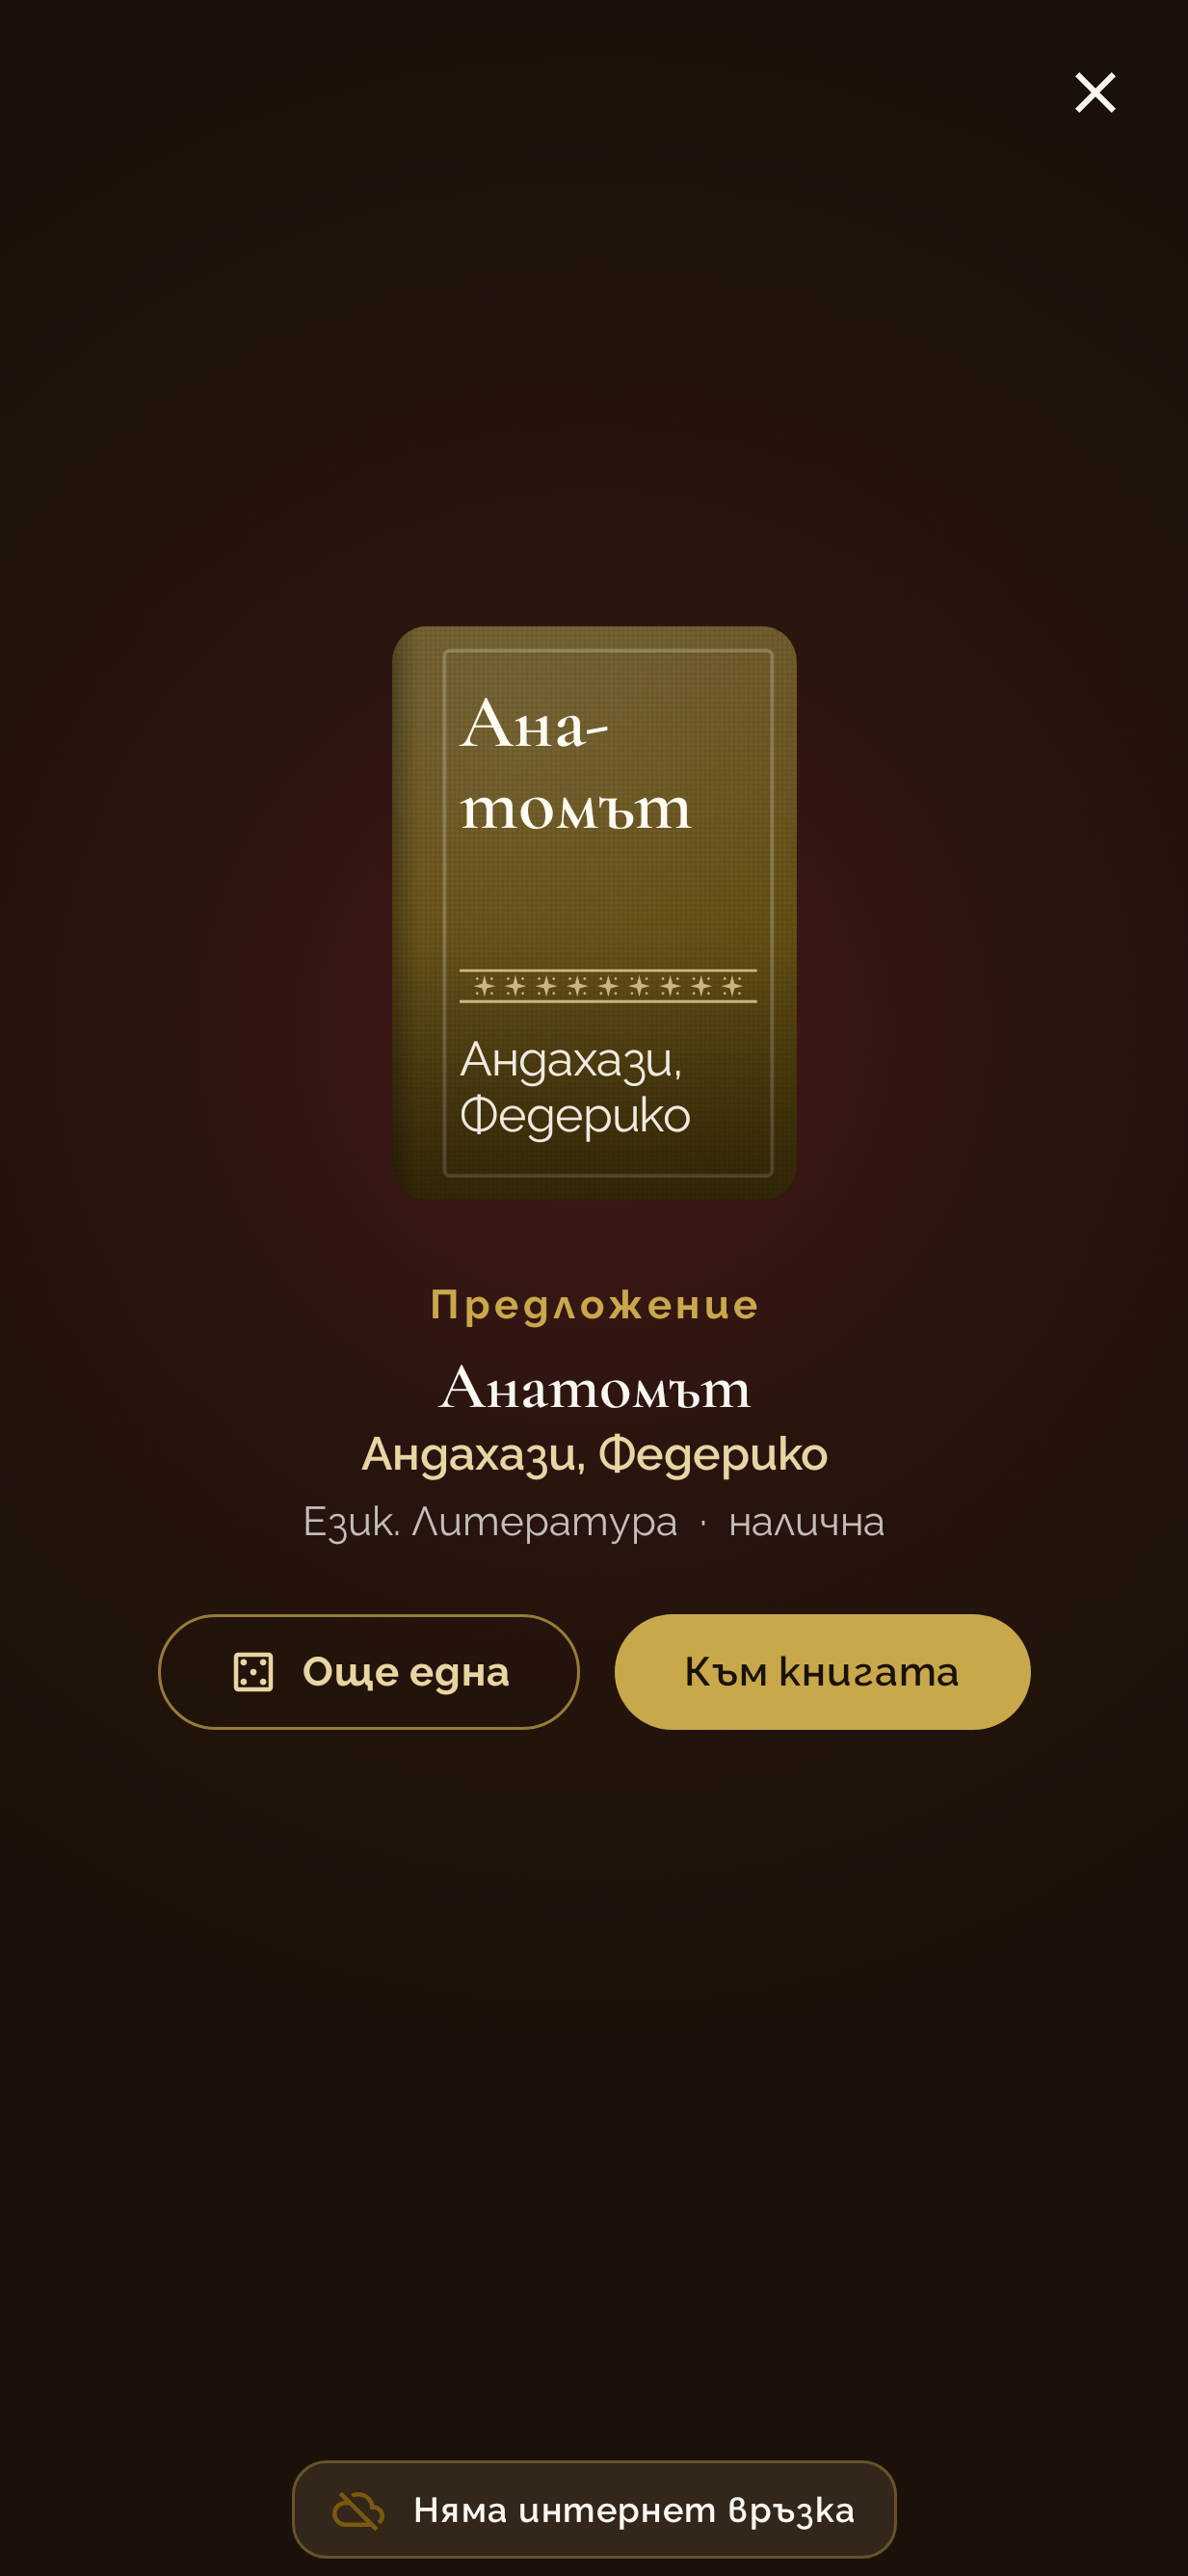 Ана-
томът
Андахази,
Федерико
Предложение
Анатомът
Андахази, Федерико
Език. Литература · налична
Още една
Към книгата
Няма интернет връзка